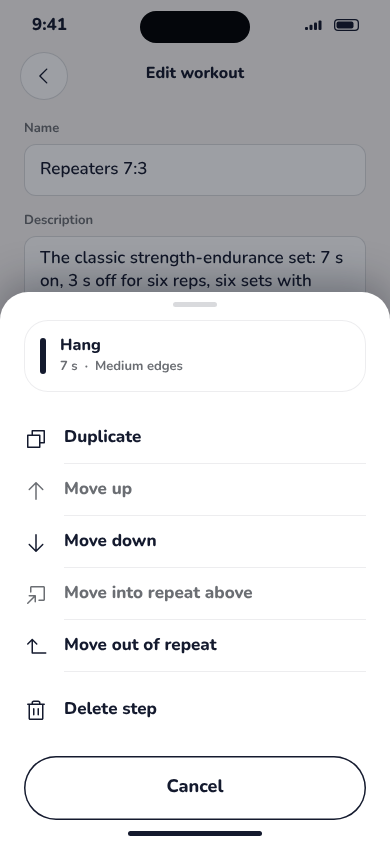 9:41
Edit workout
Name
Repeaters 7:3
Description
The classic strength-endurance set: 7 s
on, 3 s off for six reps, six sets with
Hang
7 s · Medium edges
Duplicate
Move up
Move down
Move into repeat above
Move out of repeat
Delete step
Cancel